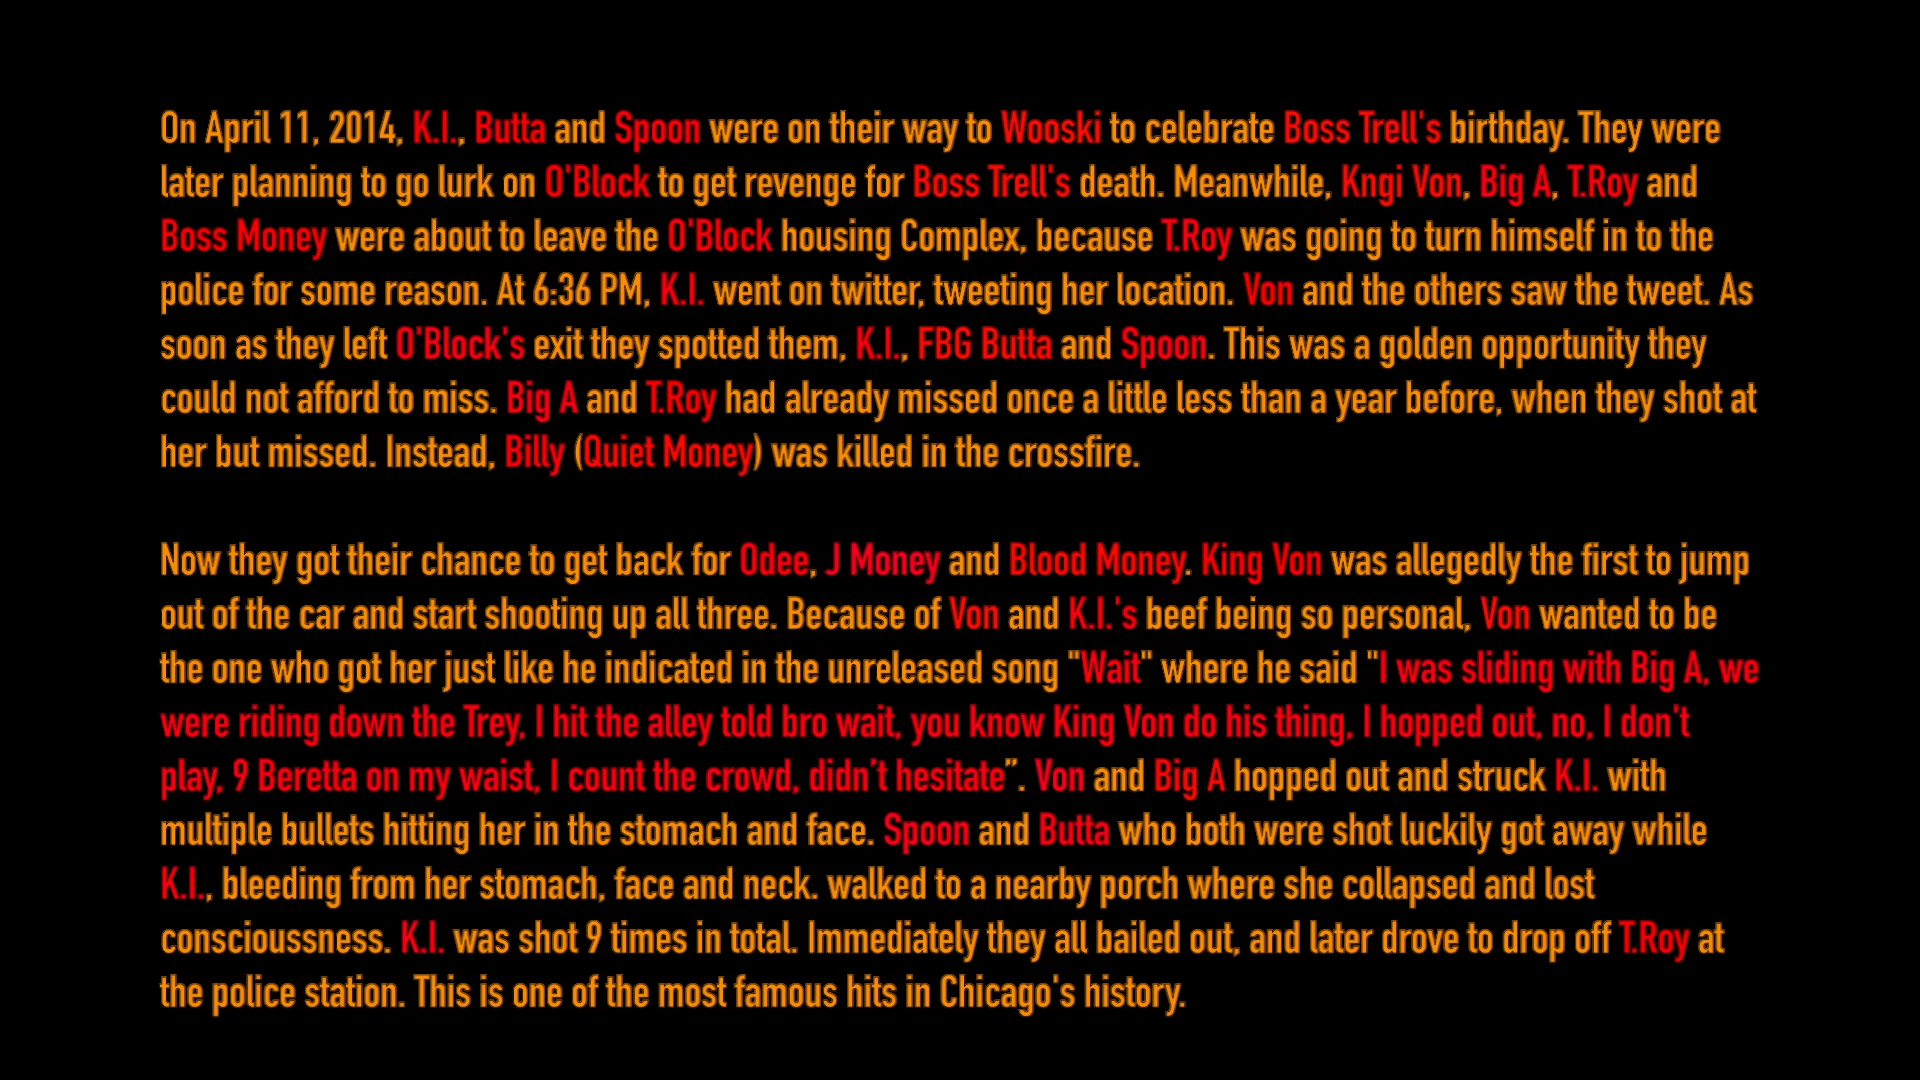 On April 11, 2014, K.I., Butta and Spoon were on their way to Wooski to celebrate Boss Trell's birthday. They were
later planning to go lurk on O'Block to get revenge for Boss Trell's death. Meanwhile, Kngi Von, Big A, T.Roy and
Boss Money were about to leave the O'Block housing Complex, because T.Roy was going to turn himself in to the
police for some reason. At 6:36 PM, K.I. went on twitter, tweeting her location. Von and the others saw the tweet. As
soon as they left O'Block's exit they spotted them, K.I., FBG Butta and Spoon. This was a golden opportunity they
could not afford to miss. Big A and T.Roy had already missed once a little less than a year before, when they shot at
her but missed. Instead, Billy (Quiet Money) was killed in the crossfire.
Now they got their chance to get back for Odee, J Money and Blood Money. King Von was allegedly the first to jump
out of the car and start shooting up all three. Because of Von and K.I.'s beef being so personal, Von wanted to be
the one who got her just like he indicated in the unreleased song "Wait" where he said "I was sliding with Big A, we
were riding down the Trey, I hit the alley told bro wait, you know King Von do his thing, I hopped out, no, I don't
play, 9 Beretta on my waist, I count the crowd, didn’t hesitate”. Von and Big A hopped out and struck K.I. with
multiple bullets hitting her in the stomach and face. Spoon and Butta who both were shot luckily got away while
K.I., bleeding from her stomach, face and neck. walked to a nearby porch where she collapsed and lost
conscioussness. K.I. was shot 9 times in total. Immediately they all bailed out, and later drove to drop off T.Roy at
the police station. This is one of the most famous hits in Chicago's history.